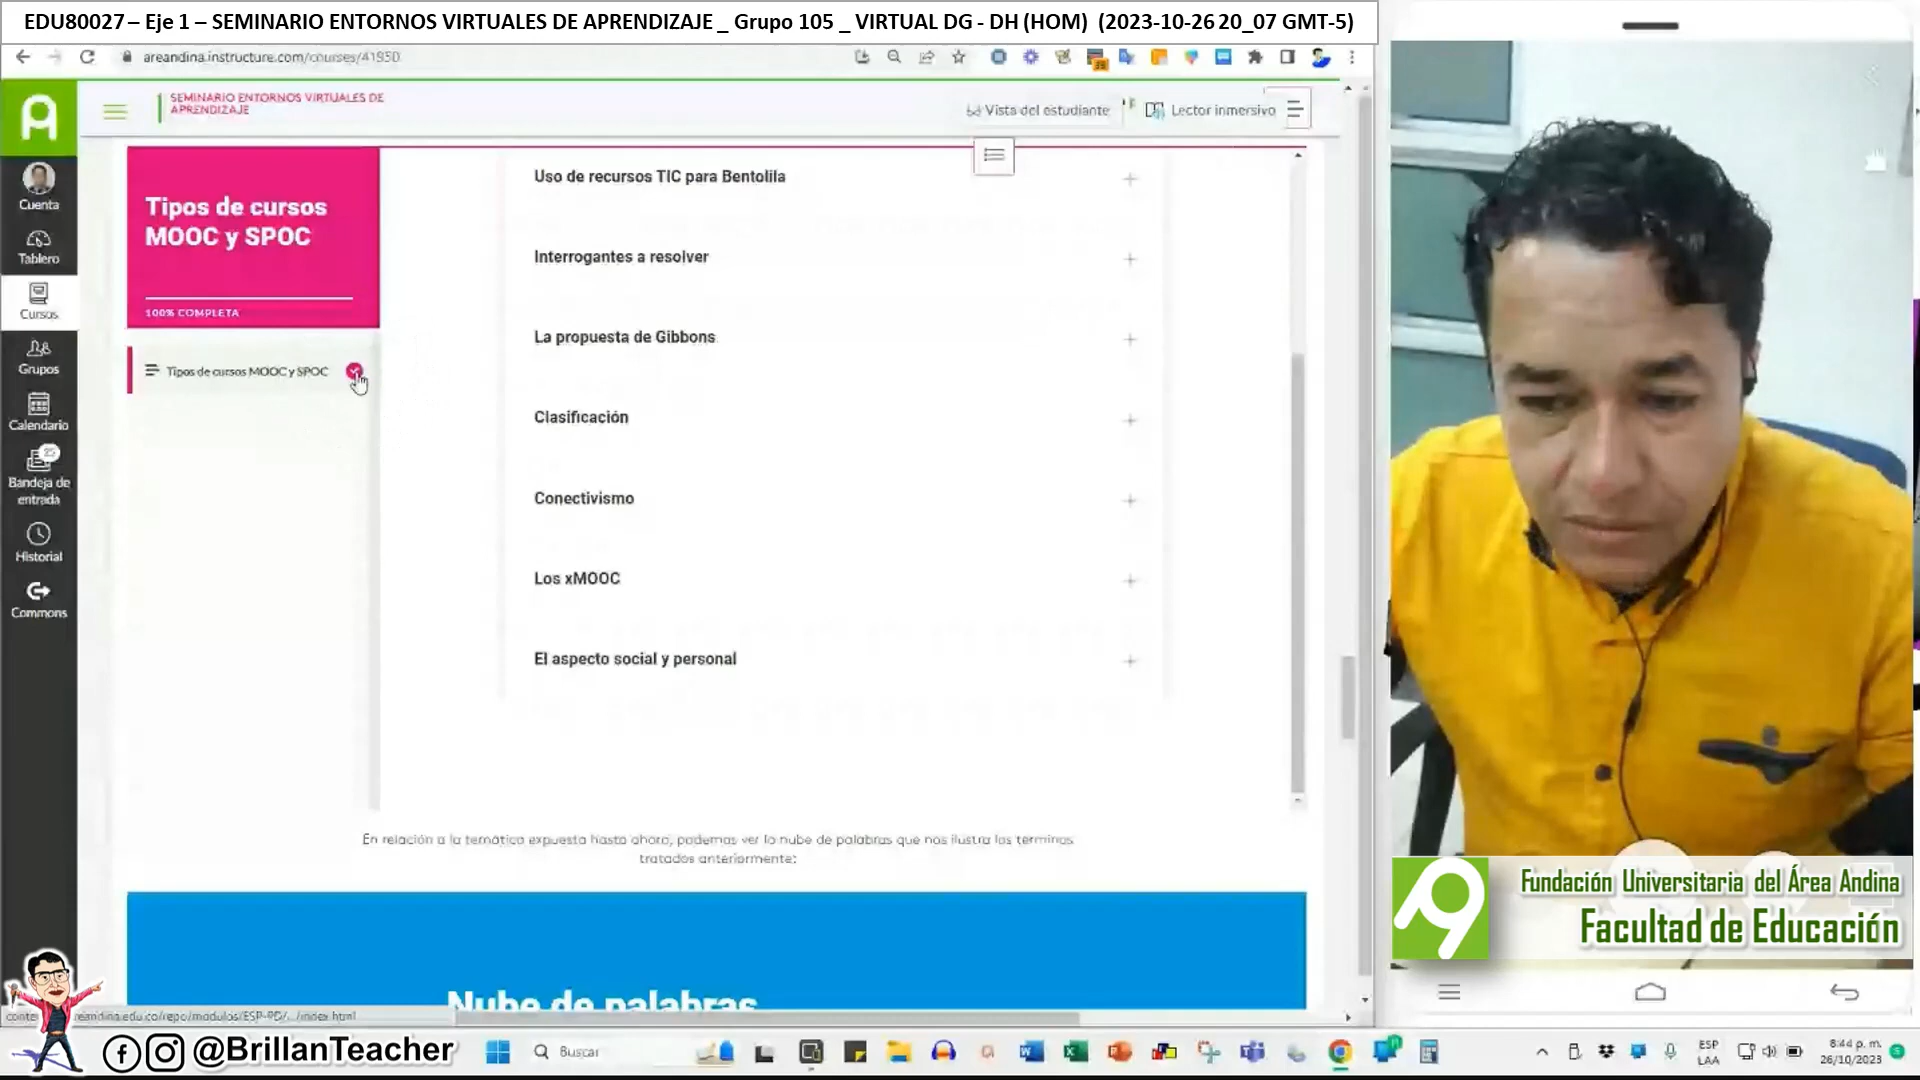 EDU80027 – Eje 1 – SEMINARIO ENTORNOS VIRTUALES DE APRENDIZAJE _ Grupo 105 _ VIRTUAL DG - DH (HOM) (2023-10-26 20_07 GMT-5)
areandina.instructure.com/courses/41850
SEMINARIO ENTORNOS VIRTUALES DE
APRENDIZAJE
Vista del estudiante
Lector inmersivo
Cuenta
Tablero
Cursos
Grupos
Calendario
Bandeja de
entrada
Historial
Commons
Tipos de cursos
MOOC y SPOC
100% COMPLETA
Tipos de cursos MOOC y SPOC
Uso de recursos TIC para Bentolila
Interrogantes a resolver
La propuesta de Gibbons
Clasificación
Conectivismo
Los xMOOC
El aspecto social y personal
En relación a la temática expuesta hasta ahora, podemos ver la nube de palabras que nos ilustra los términos
tratados anteriormente:
Nube de palabras
Fundación Universitaria del Área Andina
Facultad de Educación
@BrillanTeacher
Buscar
ESP
LAA
8:44 p. m.
26/10/2023